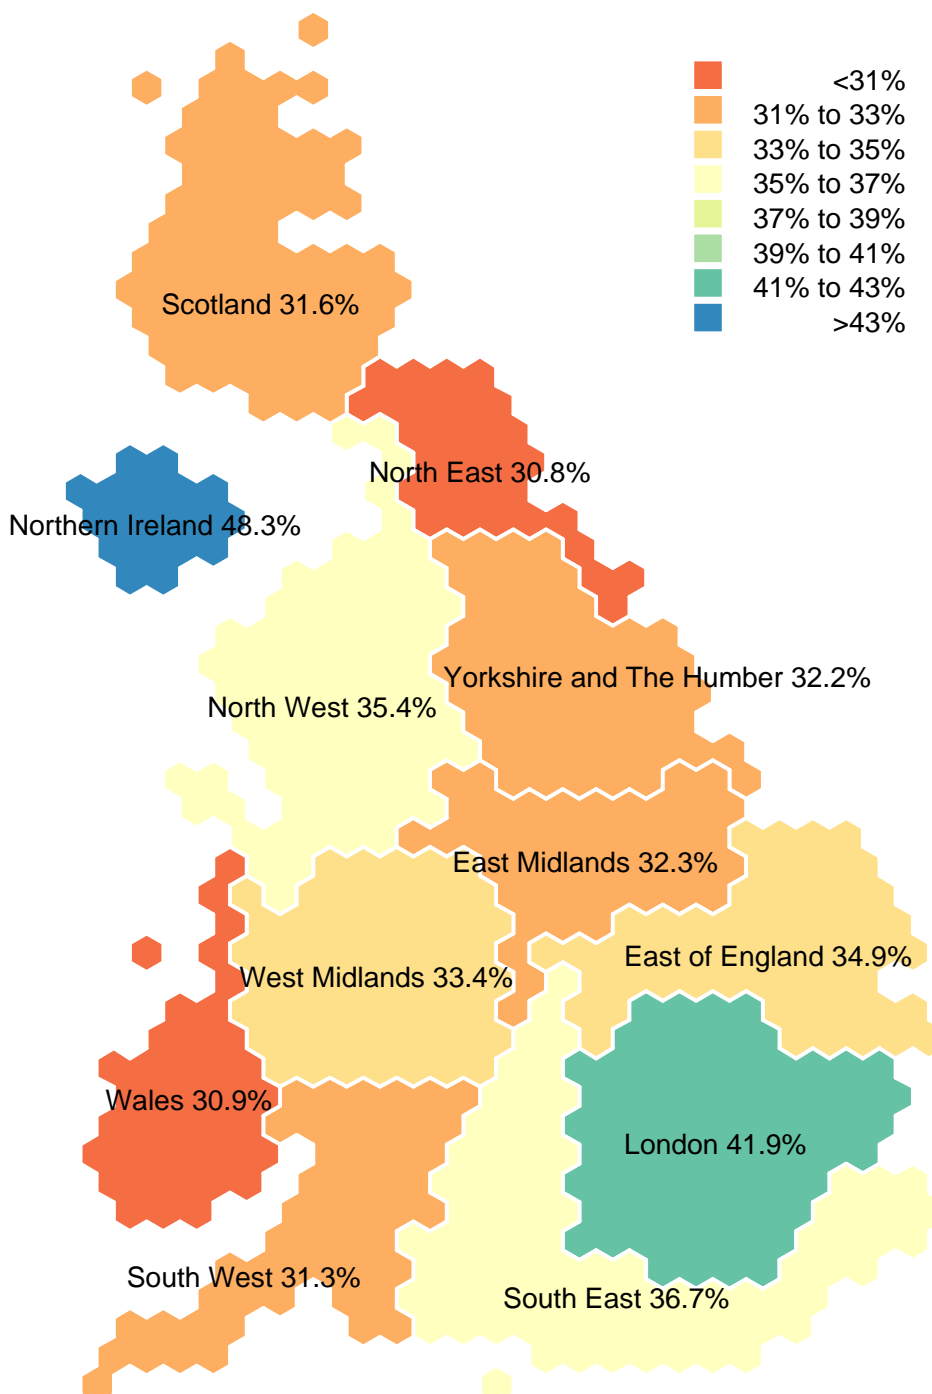 <31%
31% to 33%
33% to 35%
35% to 37%
37% to 39%
39% to 41%
41% to 43%
>43%
Scotland 31.6%
North East 30.8%
Northern Ireland 48.3%
Yorkshire and The Humber 32.2%
North West 35.4%
East Midlands 32.3%
East of England 34.9%
West Midlands 33.4%
Wales 30.9%
London 41.9%
South West 31.3%
South East 36.7%